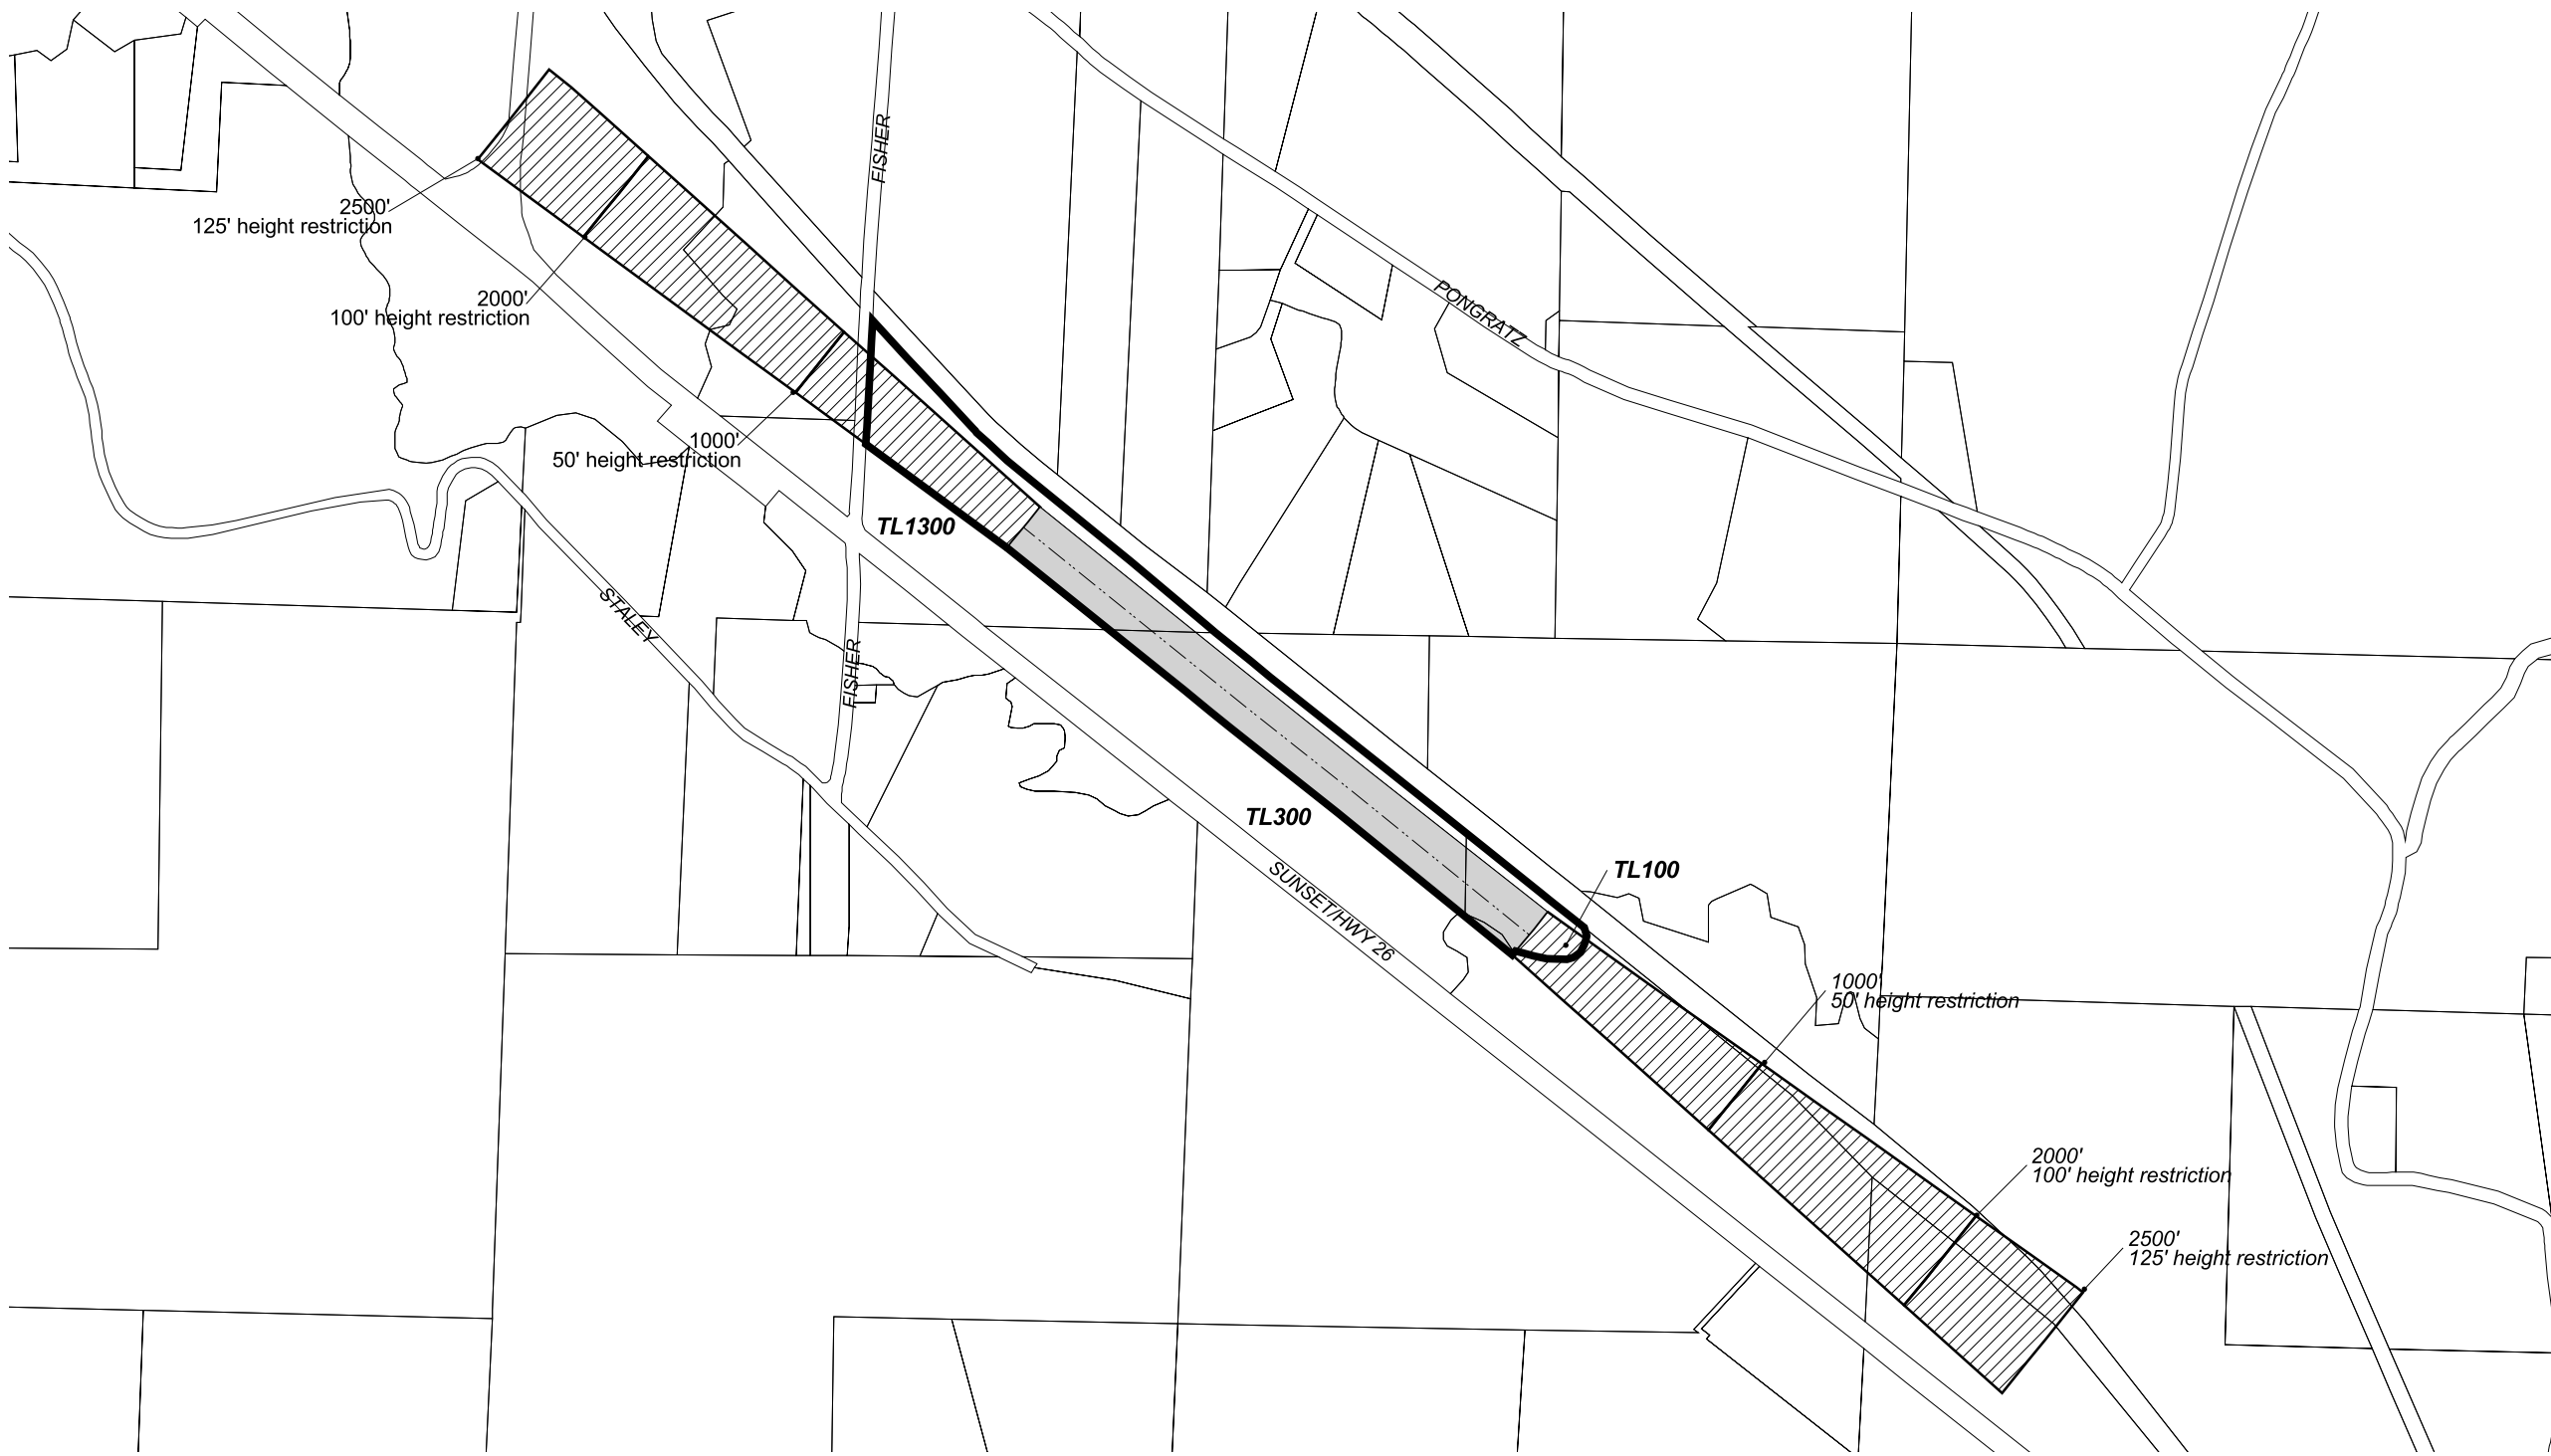 FISHER
2500'
125' height restriction
2000'
100' height restriction
PONGRATZ
1000'
50' height restriction
TL1300
STALEY
FISHER
TL300
SUNSET/HWY 26
TL100
1000'
50' height restriction
2000'
100' height restriction
2500'
125' height restriction